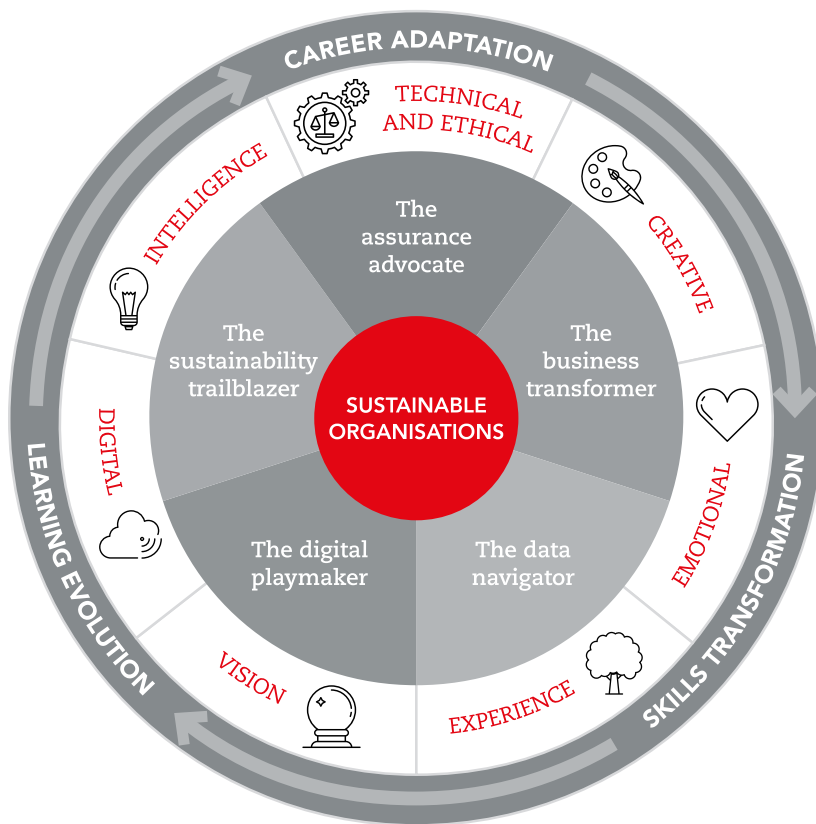 CAREER ADAPTATION
TECHNICAL
AND ETHICAL
CREATIVE
EMOTIONAL
EXPERIENCE
VISION
DIGITAL
INTELLIGENCE
The
assurance
advocate
The
business
transformer
The data
navigator
The digital
playmaker
The
sustainability
trailblazer
SUSTAINABLE
ORGANISATIONS
SKILLS TRANSFORMATION
LEARNING EVOLUTION